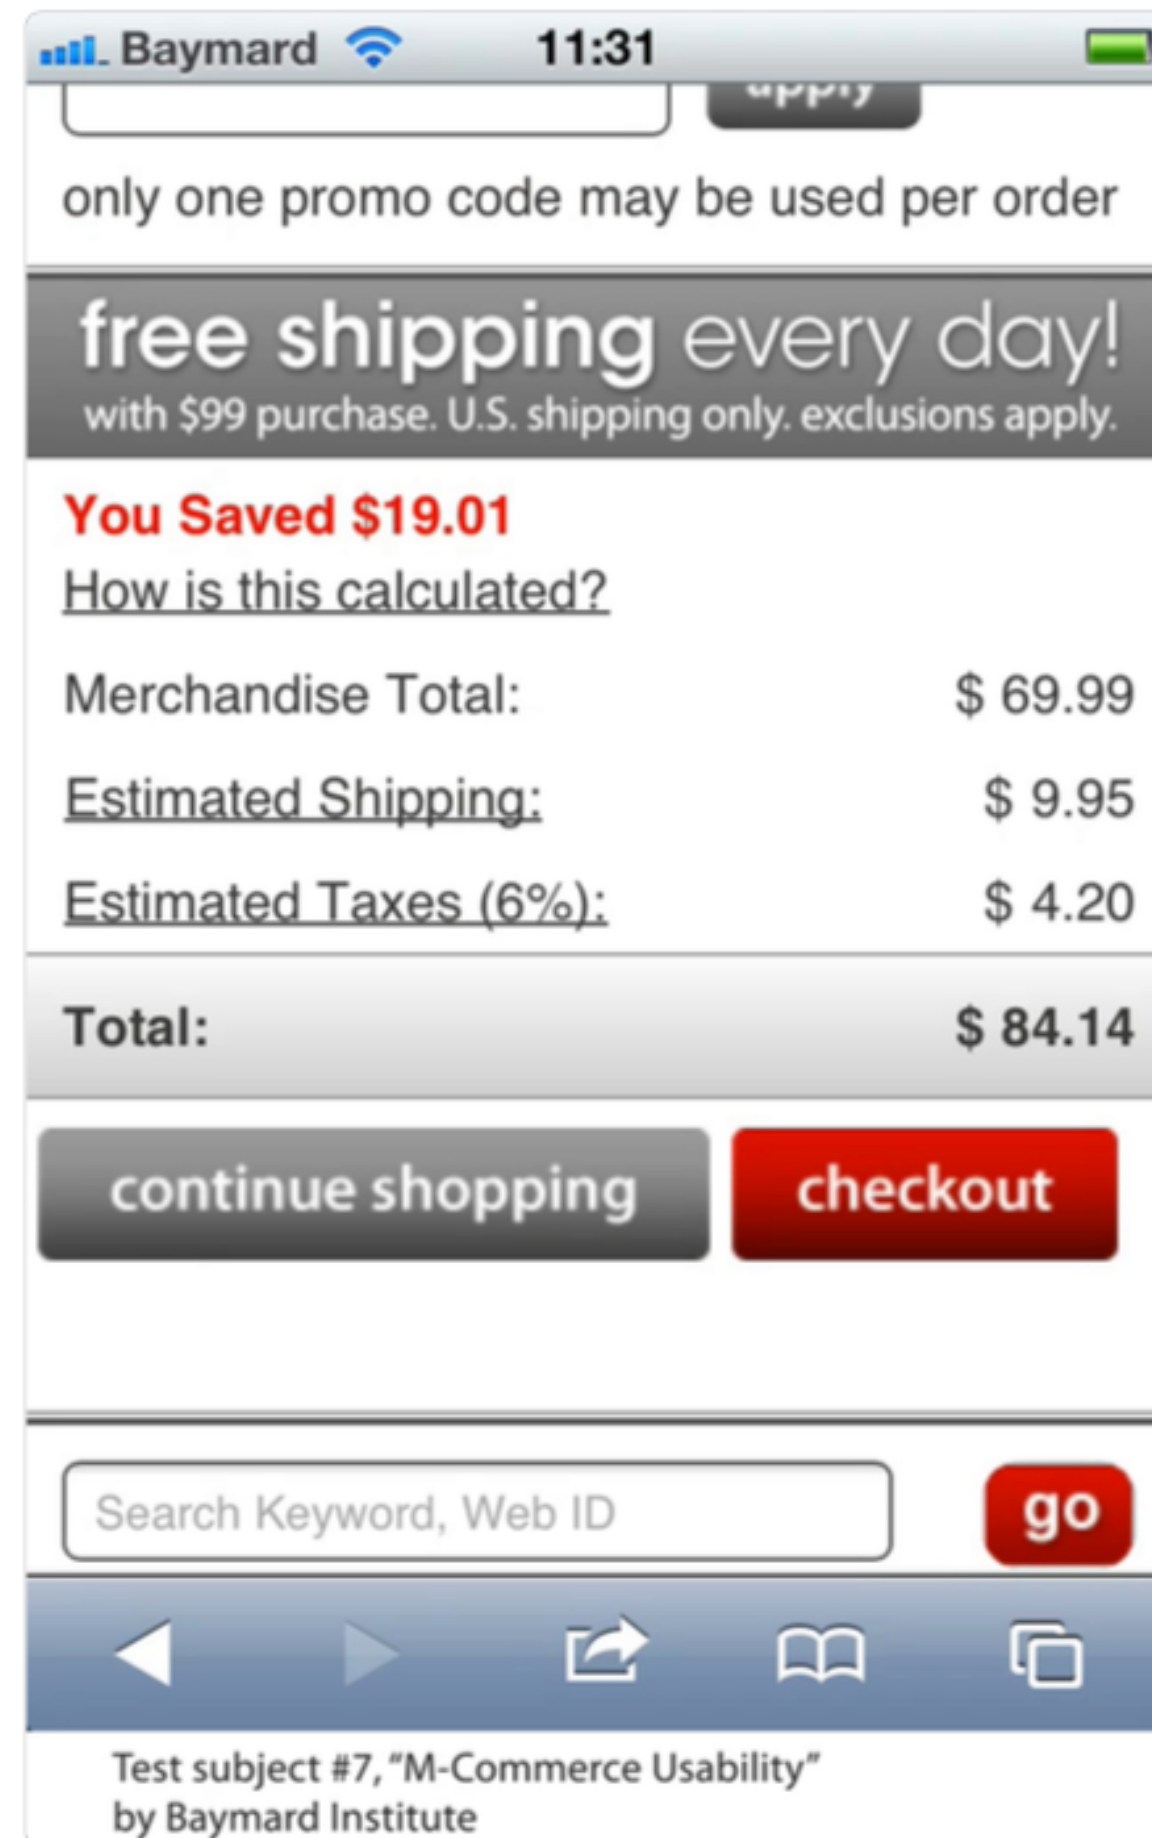 Baymard 11:31
apply
only one promo code may be used per order
free shipping every day!
with $99 purchase. U.S. shipping only. exclusions apply.
You Saved $19.01
How is this calculated?
Merchandise Total: $ 69.99
Estimated Shipping: $ 9.95
Estimated Taxes (6%): $ 4.20
Total: $ 84.14
continue shopping checkout
Search Keyword, Web ID go
Test subject #7, "M-Commerce Usability"
by Baymard Institute